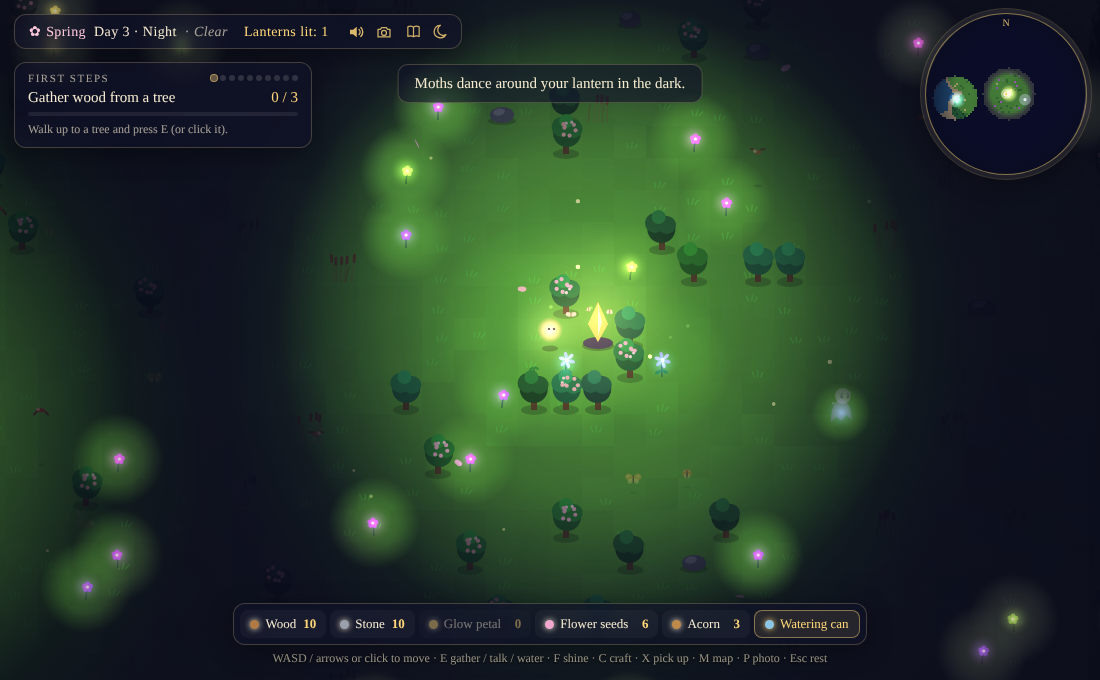 ✿ Spring Day 3 · Night · Clear Lanterns lit: 1
FIRST STEPS
Gather wood from a tree 0 / 3
Walk up to a tree and press E (or click it).
Moths dance around your lantern in the dark.
N
Wood 10 Stone 10 Glow petal 0 Flower seeds 6 Acorn 3 Watering can
WASD / arrows or click to move · E gather / talk / water · F shine · C craft · X pick up · M map · P photo · Esc rest